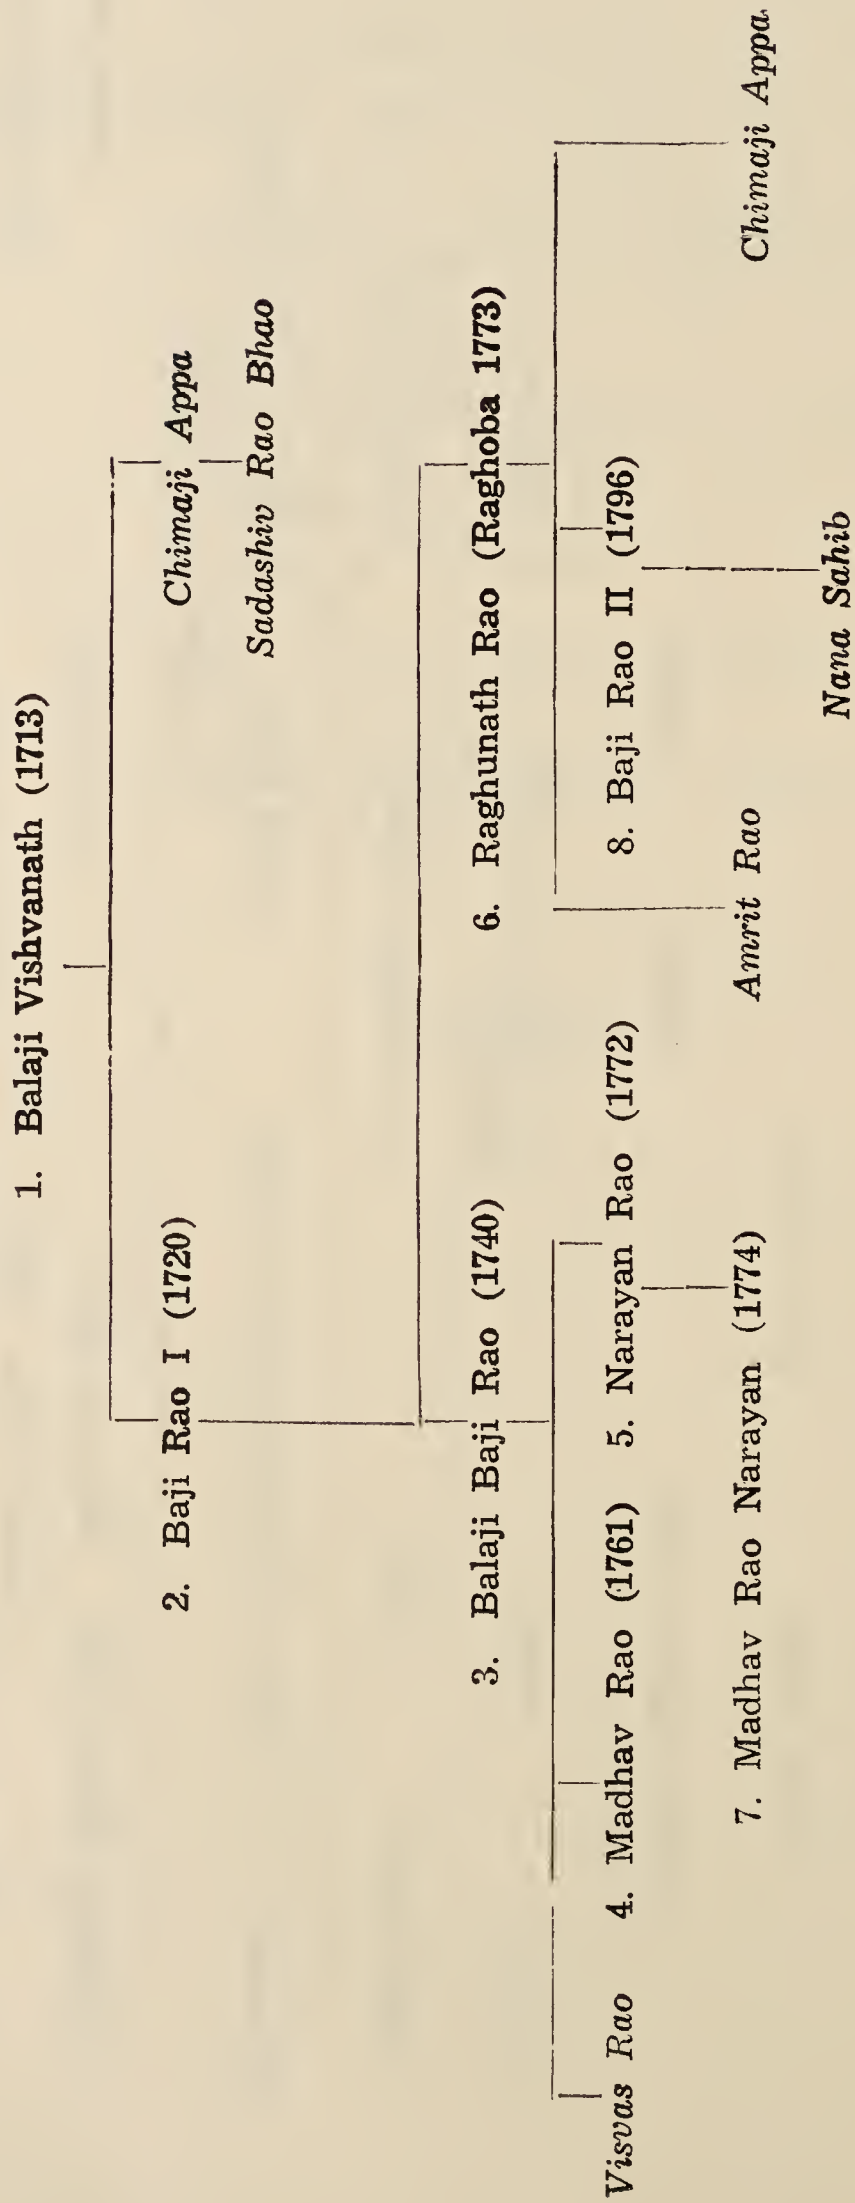 1. Balaji Vishvanath (1713)
2. Baji Rao I (1720)
Chimaji Appa
Sadashiv Rao Bhao
3. Balaji Baji Rao (1740)
6. Raghunath Rao (Raghoba 1773)
Visvas Rao
4. Madhav Rao (1761)
5. Narayan Rao (1772)
8. Baji Rao II (1796)
7. Madhav Rao Narayan (1774)
Amrit Rao
Chimaji Appa
Nana Sahib